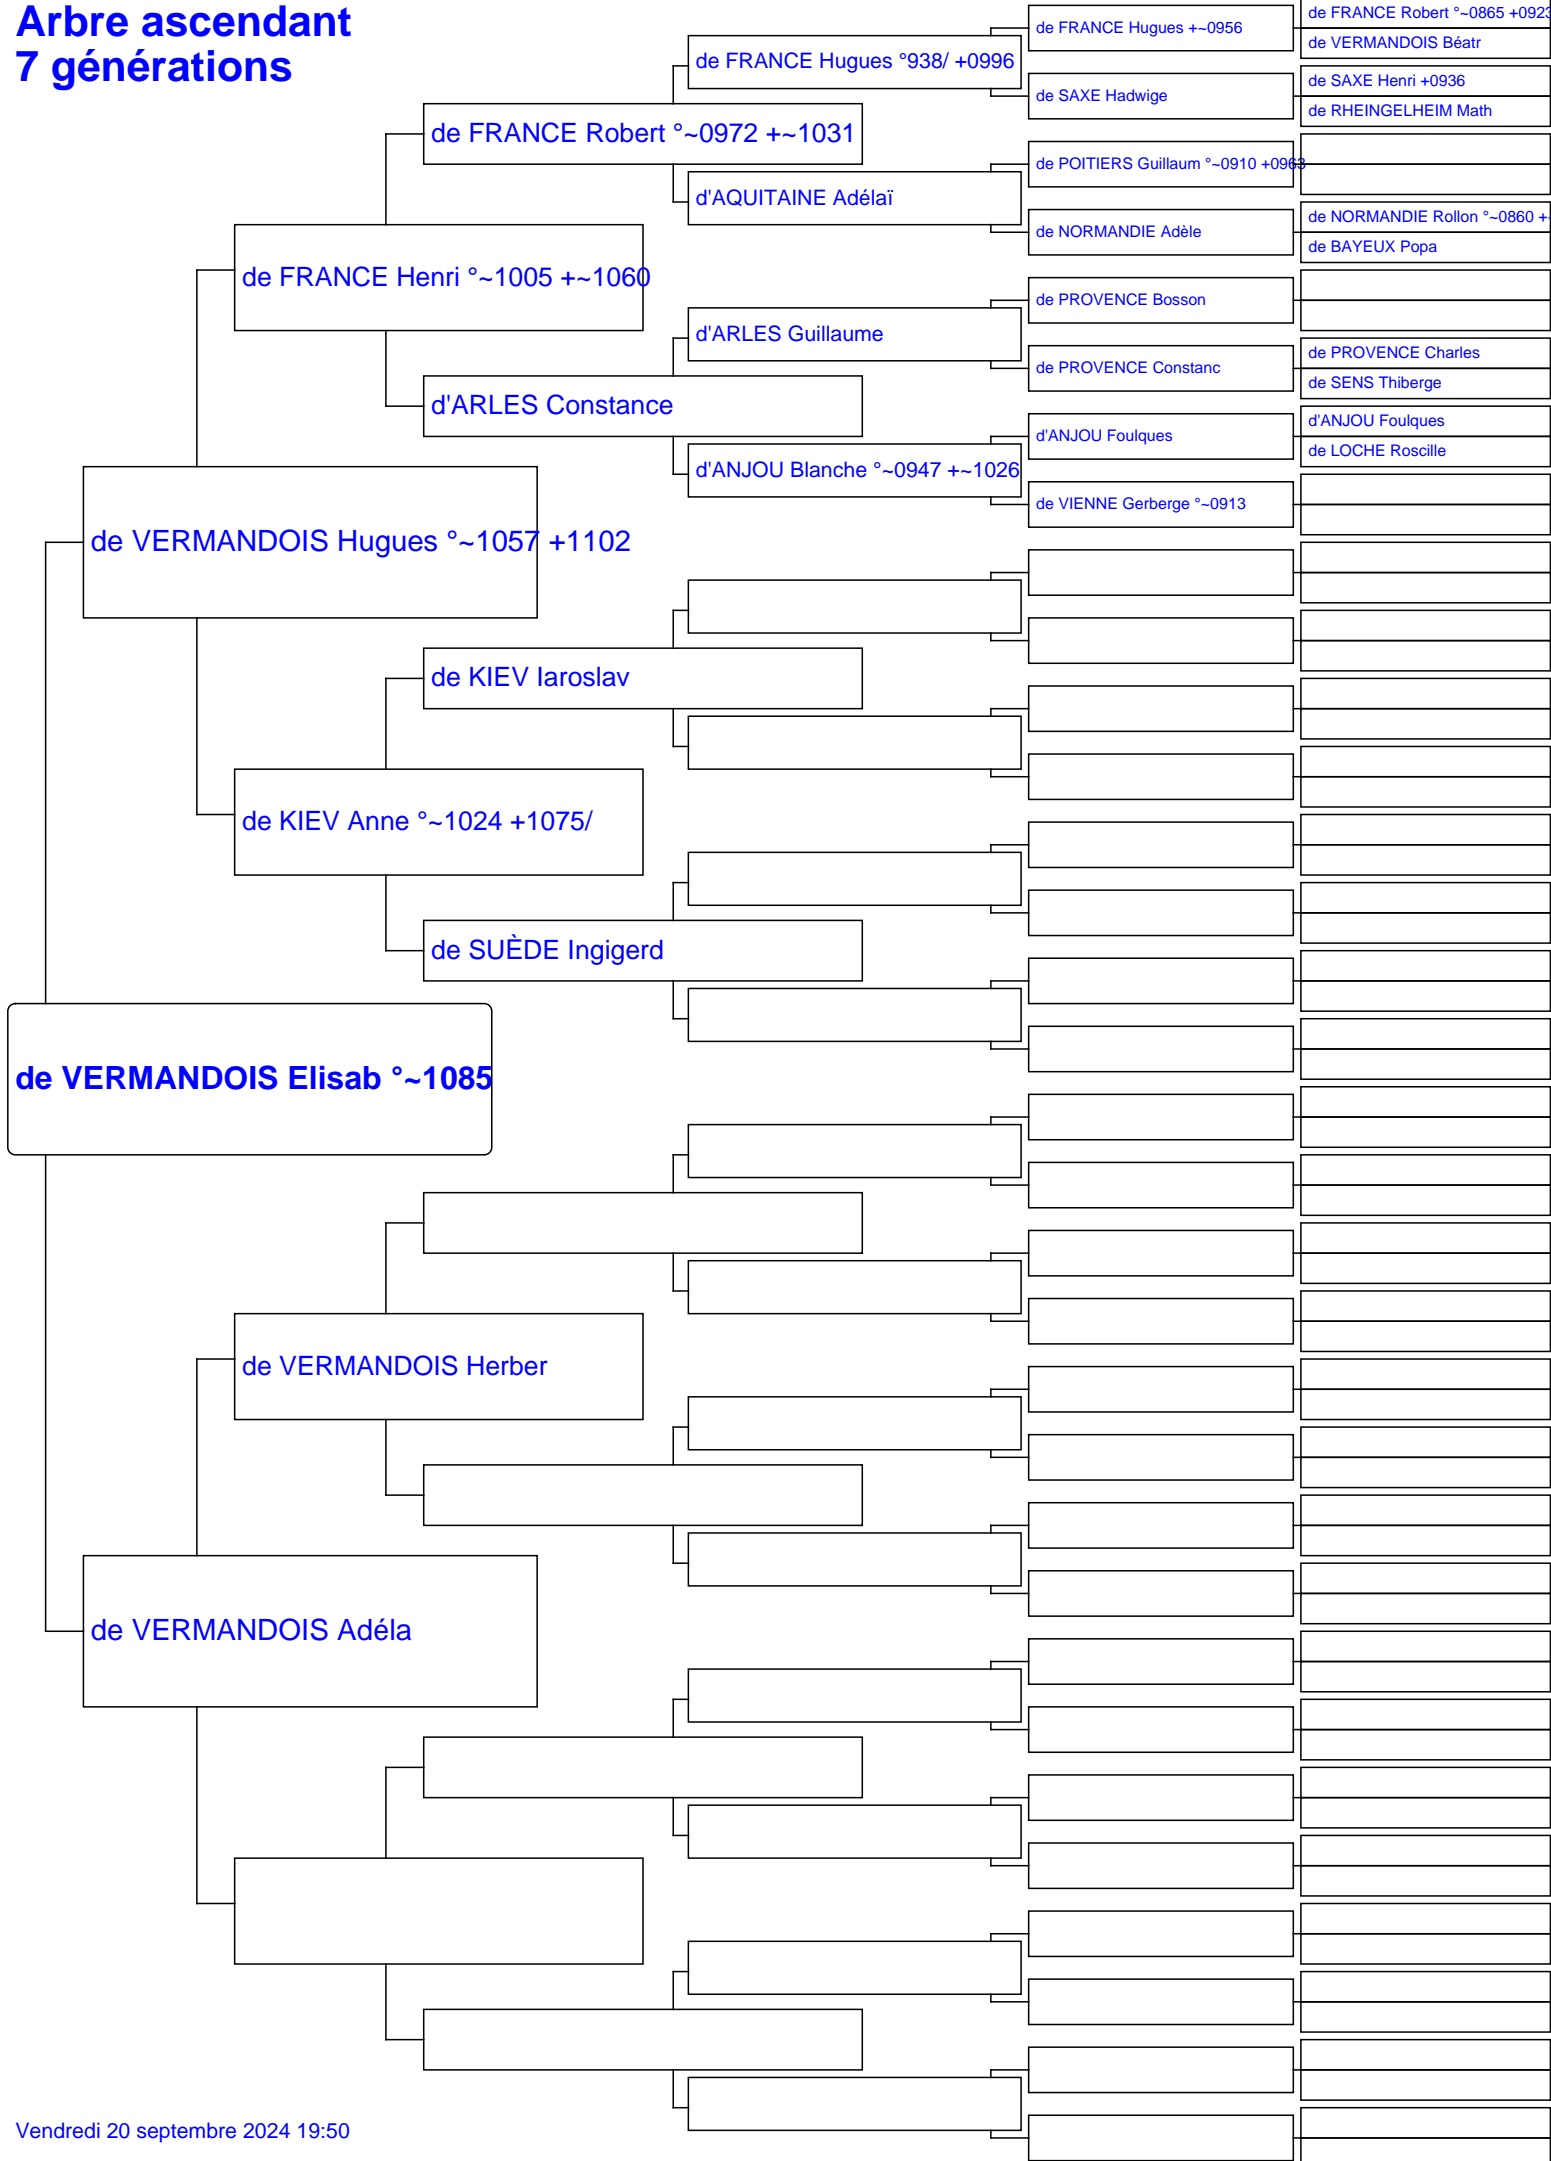 Arbre ascendant
7 générations
de FRANCE Robert °~0865 +0923
de FRANCE Hugues +~0956
de VERMANDOIS Béatr
de FRANCE Hugues °938/ +0996
de SAXE Henri +0936
de SAXE Hadwige
de RHEINGELHEIM Math
de FRANCE Robert °~0972 +~1031
de POITIERS Guillaum °~0910 +0963
d'AQUITAINE Adélaï
de NORMANDIE Rollon °~0860 +
de NORMANDIE Adèle
de BAYEUX Popa
de FRANCE Henri °~1005 +~1060
de PROVENCE Bosson
d'ARLES Guillaume
de PROVENCE Charles
de PROVENCE Constanc
de SENS Thiberge
d'ARLES Constance
d'ANJOU Foulques
d'ANJOU Foulques
de LOCHE Roscille
d'ANJOU Blanche °~0947 +~1026
de VIENNE Gerberge °~0913
de VERMANDOIS Hugues °~1057 +1102
de KIEV Iaroslav
de KIEV Anne °~1024 +1075/
de SUÈDE Ingigerd
de VERMANDOIS Elisab °~1085
de VERMANDOIS Herber
de VERMANDOIS Adéla
Vendredi 20 septembre 2024 19:50